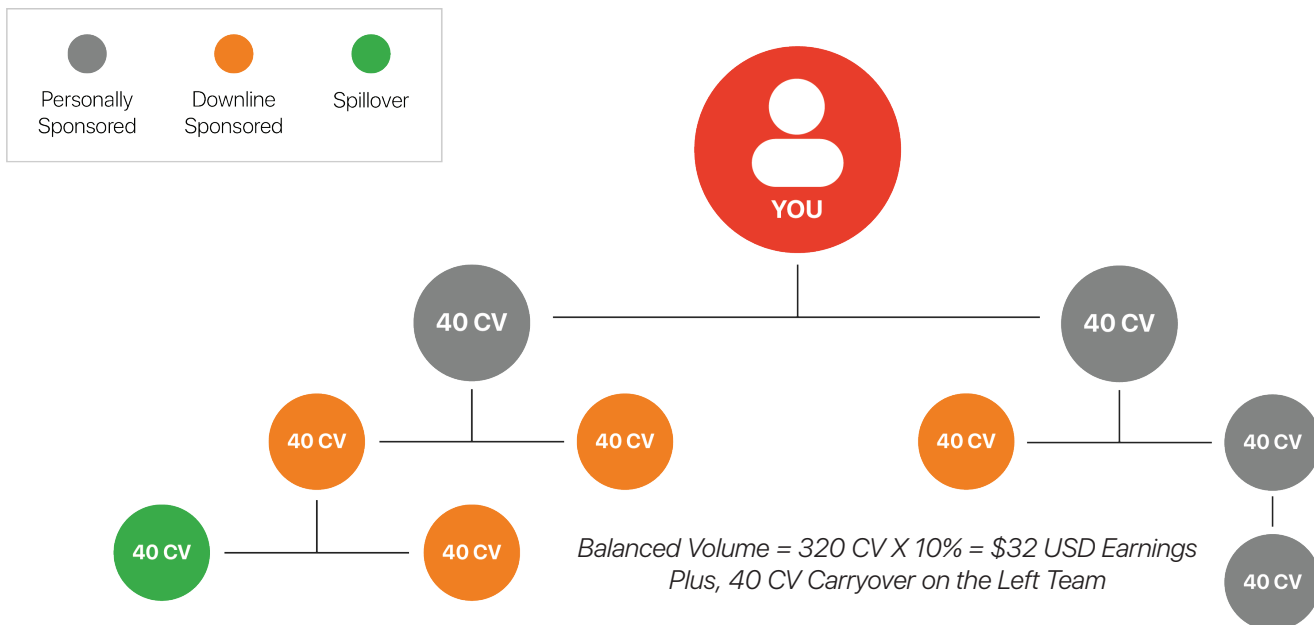 Personally
Sponsored
Downline
Sponsored
Spillover
YOU
40 CV
40 CV
40 CV
40 CV
40 CV
40 CV
40 CV
40 CV
40 CV
Balanced Volume = 320 CV X 10% = $32 USD Earnings
Plus, 40 CV Carryover on the Left Team